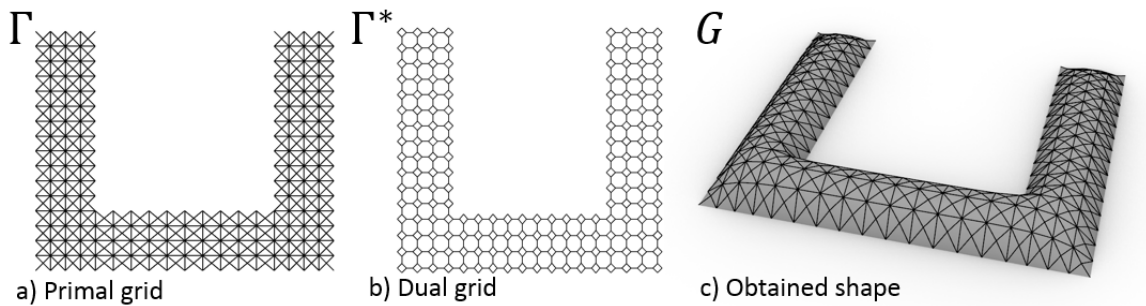 Γ
Γ*
G
a) Primal grid
b) Dual grid
c) Obtained shape